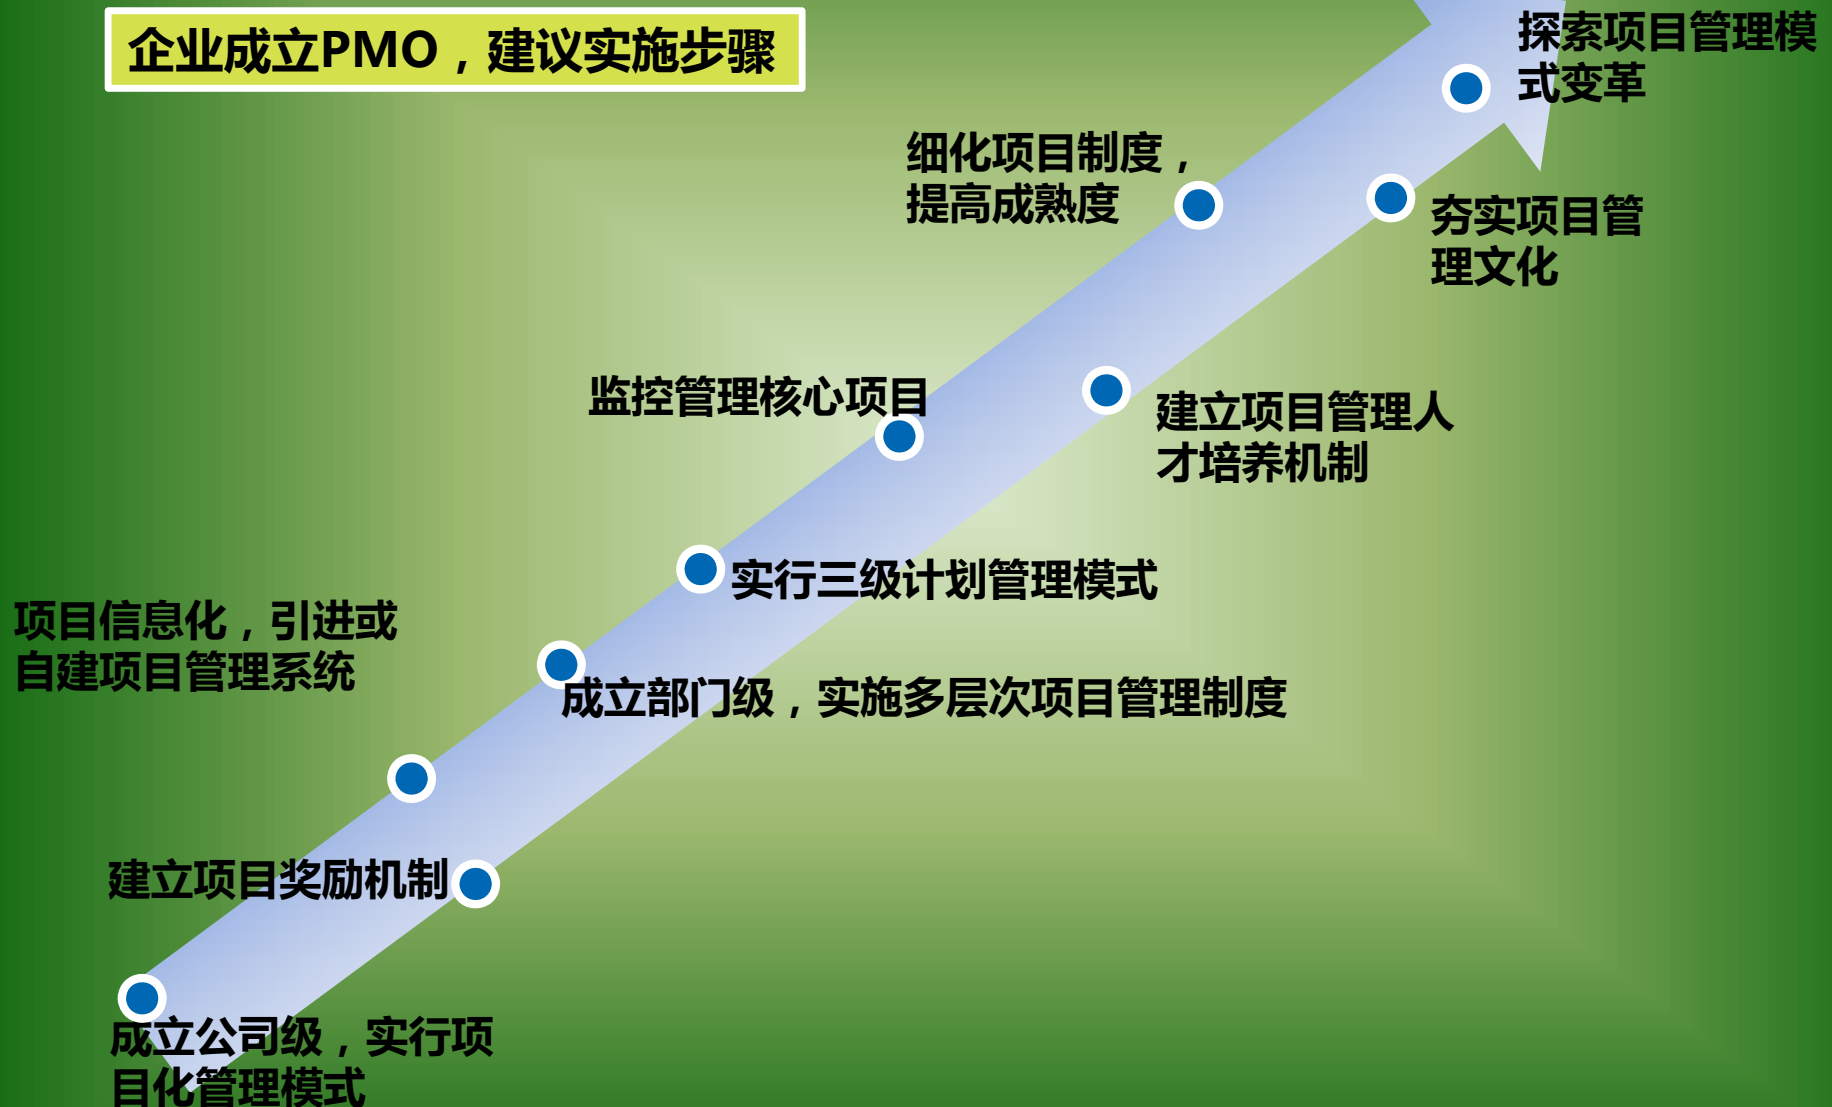 企业成立PMO，建议实施步骤
探索项目管理模
式变革
细化项目制度，
提高成熟度
夯实项目管
理文化
监控管理核心项目
建立项目管理人
才培养机制
实行三级计划管理模式
项目信息化，引进或
自建项目管理系统
成立部门级，实施多层次项目管理制度
建立项目奖励机制
成立公司级，实行项
目化管理模式